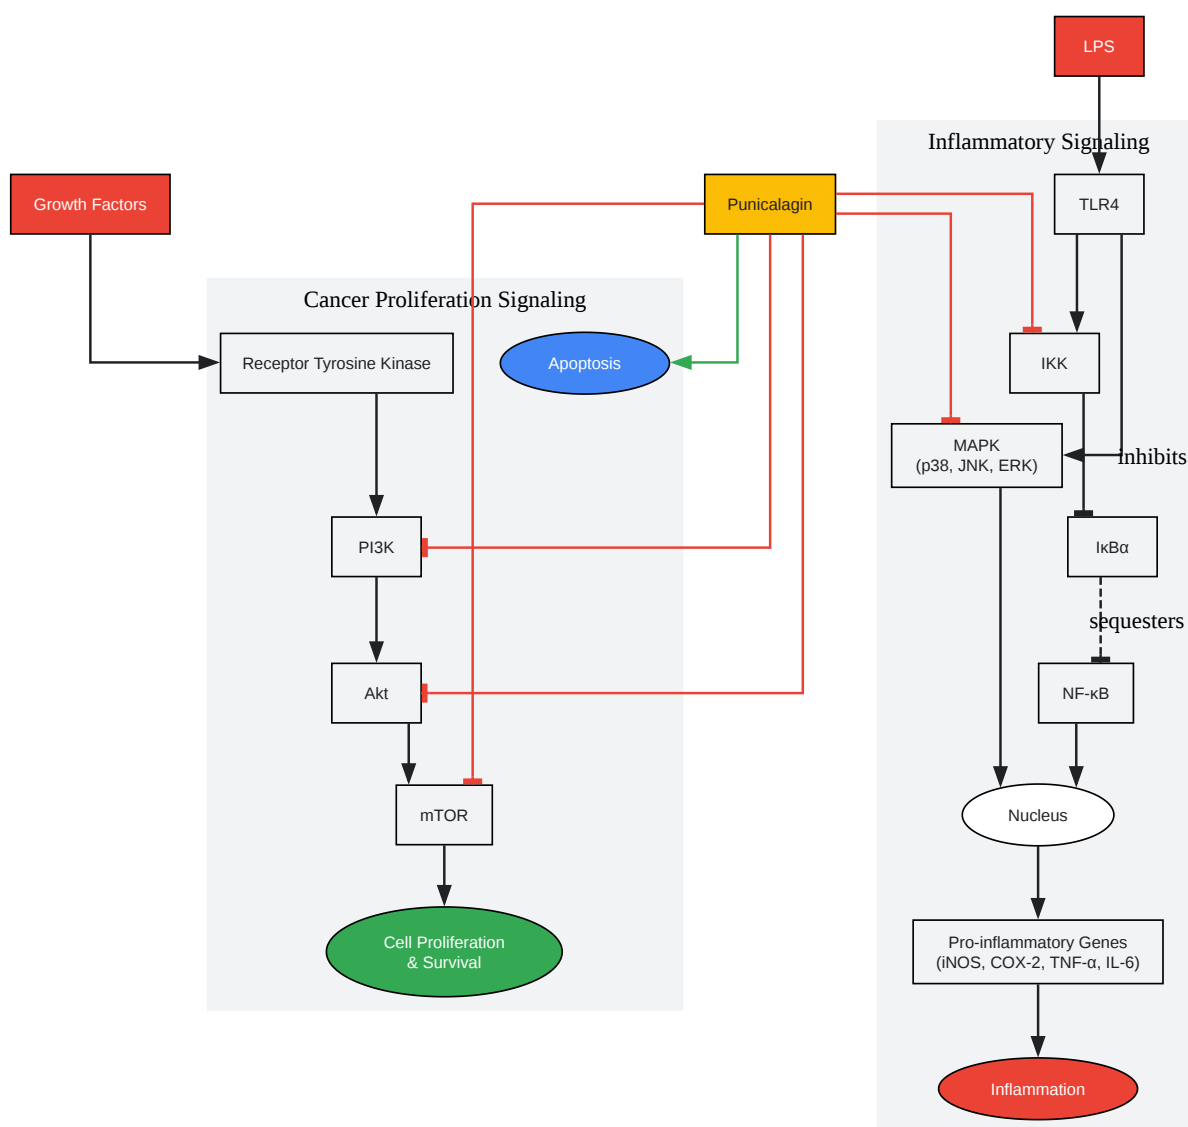 LPS
Inflammatory Signaling
Growth Factors
Punicalagin
TLR4
Cancer Proliferation Signaling
Receptor Tyrosine Kinase
Apoptosis
IKK
MAPK
(p38, JNK, ERK)
inhibits
PI3K
IκBα
sequesters
Akt
NF-κB
mTOR
Nucleus
Cell Proliferation
& Survival
Pro-inflammatory Genes
(iNOS, COX-2, TNF-α, IL-6)
Inflammation